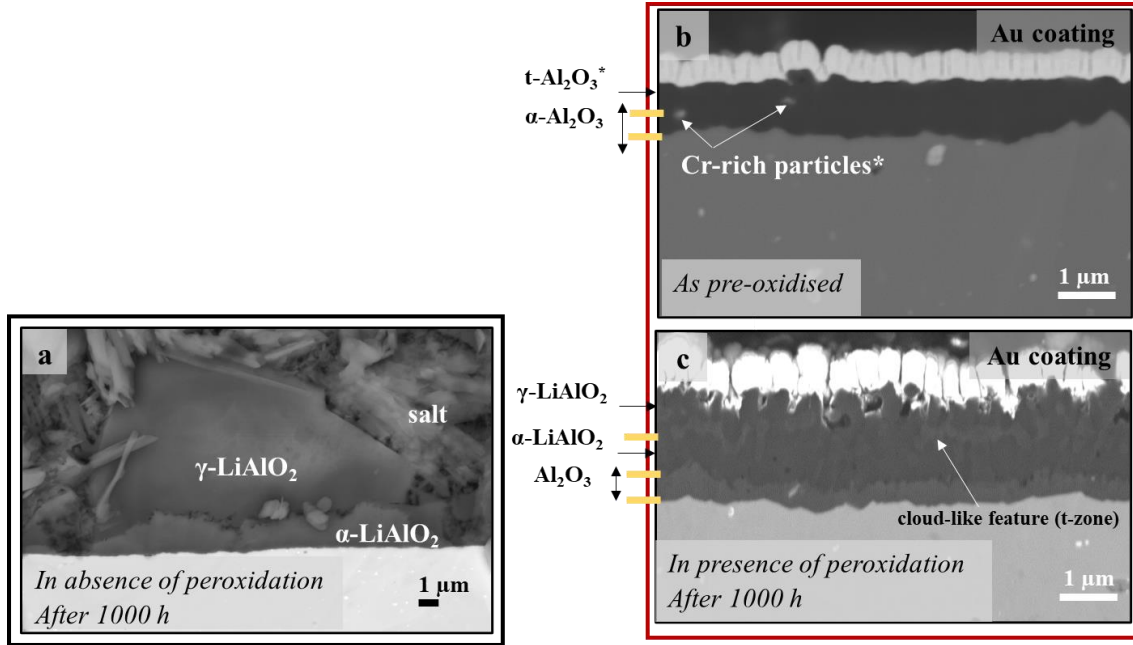 b
Au coating
t-Al₂O₃*
α-Al₂O₃
Cr-rich particles*
As pre-oxidised
1 μm
a
salt
γ-LiAlO₂
α-LiAlO₂
In absence of peroxidation
After 1000 h
1 μm
c
Au coating
γ-LiAlO₂
α-LiAlO₂
Al₂O₃
cloud-like feature (t-zone)
In presence of peroxidation
After 1000 h
1 μm